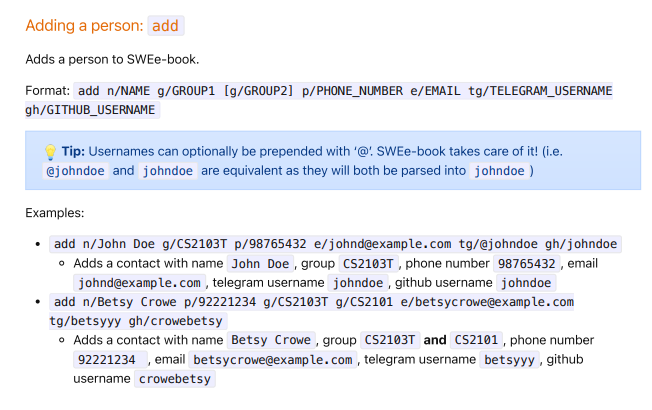 Adding a person: add
Adds a person to SWEe-book.
Format: add n/NAME g/GROUP1 [g/GROUP2] p/PHONE_NUMBER e/EMAIL tg/TELEGRAM_USERNAME
gh/GITHUB_USERNAME
💡 Tip: Usernames can optionally be prepended with ‘@’. SWEe-book takes care of it! (i.e.
@johndoe and johndoe are equivalent as they will both be parsed into johndoe )
Examples:
• add n/John Doe g/CS2103T p/98765432 e/johnd@example.com tg/@johndoe gh/johndoe
◦ Adds a contact with name John Doe , group CS2103T , phone number 98765432 , email
johnd@example.com , telegram username johndoe , github username johndoe
• add n/Betsy Crowe p/92221234 g/CS2103T g/CS2101 e/betsycrowe@example.com
tg/betsyyy gh/crowebetsy
◦ Adds a contact with name Betsy Crowe , group CS2103T and CS2101 , phone number
92221234 , email betsycrowe@example.com , telegram username betsyyy , github
username crowebetsy